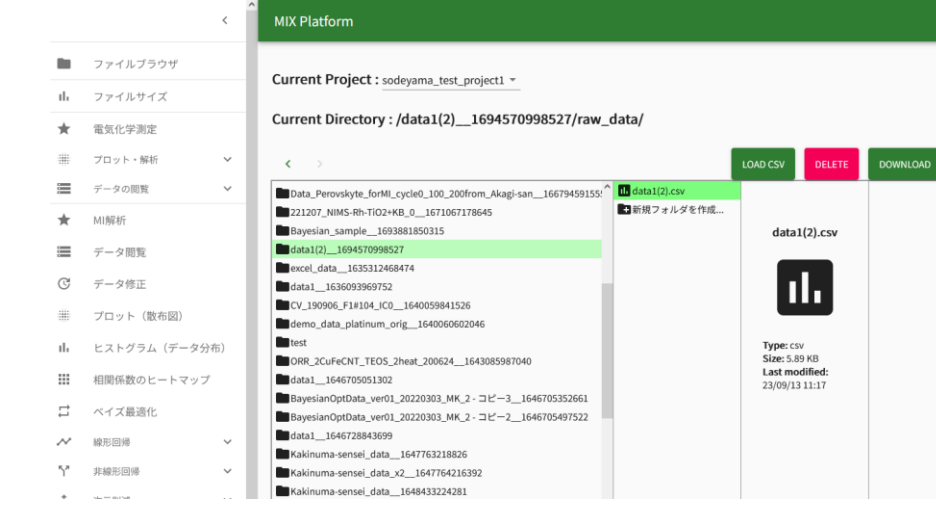 MIX Platform
ファイルブラウザ
ファイルサイズ
電気化学測定
プロット・解析
データの閲覧
MI解析
データ閲覧
データ修正
プロット（散布図）
ヒストグラム（データ分布）
相関係数のヒートマップ
ベイズ最適化
線形回帰
非線形回帰
Current Project : sodeyama_test_project1
Current Directory : /data1(2)__1694570998527/raw_data/
LOAD CSV
DELETE
DOWNLOAD
Data_Perovskyte_forMI_cycle0_100_200from_Akagi-san__16679459155
221207_NIMS-Rh-TiO2+KB_0__1671067178645
Bayesian_sample__1693881850315
data1(2)__1694570998527
excel_data__1635312468474
data1__1636093969752
CV_190906_F1#104_IC0__1640059841526
demo_data_platinum_orig__1640060602046
test
ORR_2CuFeCNT_TEOS_2heat_200624__1643085987040
data1__1646705051302
BayesianOptData_ver01_20220303_MK_2 - コピー3__1646705352661
BayesianOptData_ver01_20220303_MK_2 - コピー2__1646705497522
data1__1646728843699
Kakinuma-sensei_data__1647763218826
Kakinuma-sensei_data_x2__1647764216392
Kakinuma-sensei_data__1648433224281
data1(2).csv
新規フォルダを作成...
data1(2).csv
Type: csv
Size: 5.89 KB
Last modified:
23/09/13 11:17